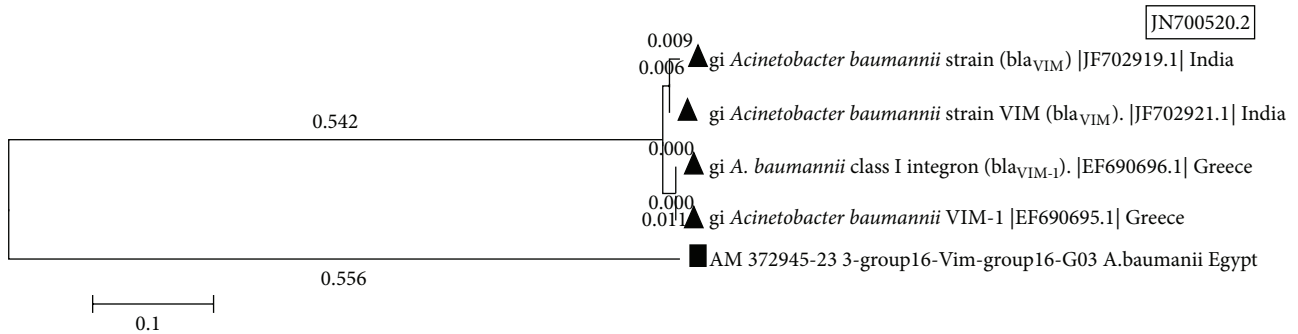 JN700520.2
0.009
gi Acinetobacter baumannii strain (blaVIM) |JF702919.1| India
0.006
0.542
gi Acinetobacter baumannii strain VIM (blaVIM). |JF702921.1| India
0.000
gi A. baumannii class I integron (blaVIM-1). |EF690696.1| Greece
0.000
0.011
gi Acinetobacter baumannii VIM-1 |EF690695.1| Greece
AM 372945-23 3-group16-Vim-group16-G03 A.baumanii Egypt
0.556
0.1